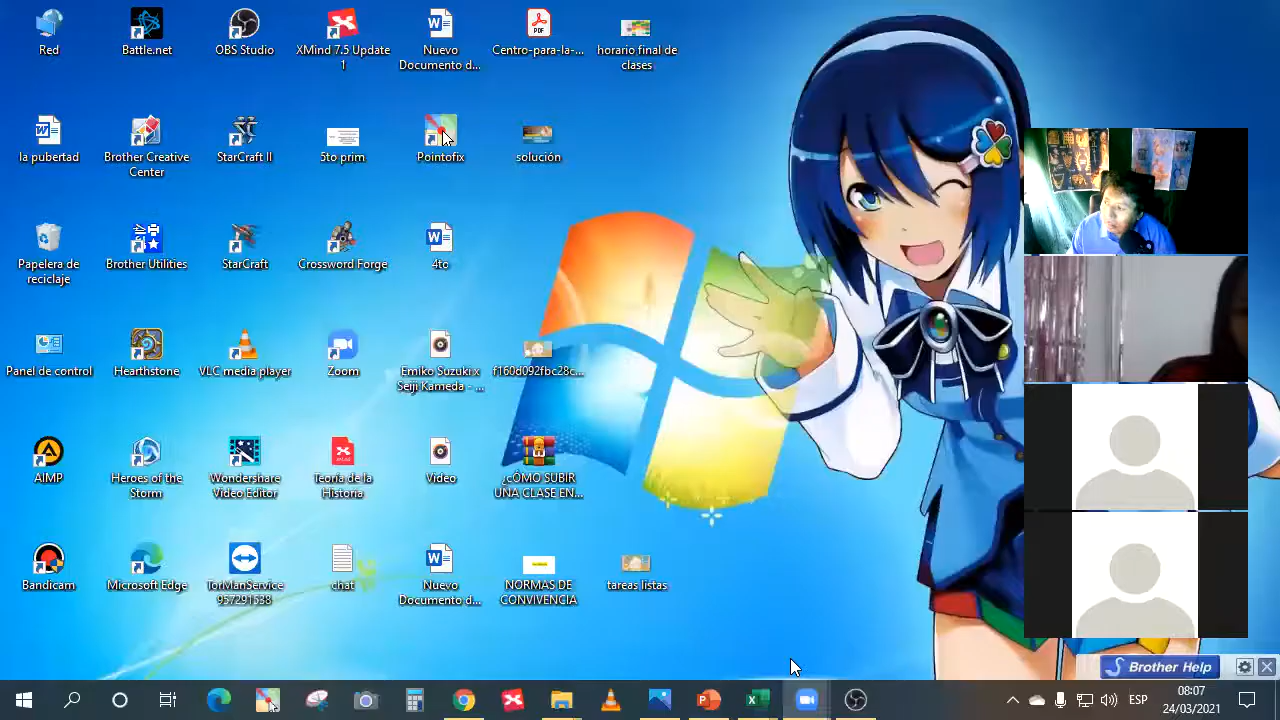 Red
Battle.net
OBS Studio
XMind 7.5 Update
1
Nuevo
Documento d...
Centro-para-la-...
horario final de
clases
la pubertad
Brother Creative
Center
StarCraft II
5to prim
Pointofix
solución
Papelera de
reciclaje
Brother Utilities
StarCraft
Crossword Forge
4to
Panel de control
Hearthstone
VLC media player
Zoom
Emiko Suzuki x
Seiji Kameda - ...
f160d092fbc28c...
AIMP
Heroes of the
Storm
Wondershare
Video Editor
Teoría de la
Historia
Video
¿CÓMO SUBIR
UNA CLASE EN...
Bandicam
Microsoft Edge
TorManService
957291538
chat
Nuevo
Documento d...
NORMAS DE
CONVIVENCIA
tareas listas
Brother Help
ESP
08:07
24/03/2021